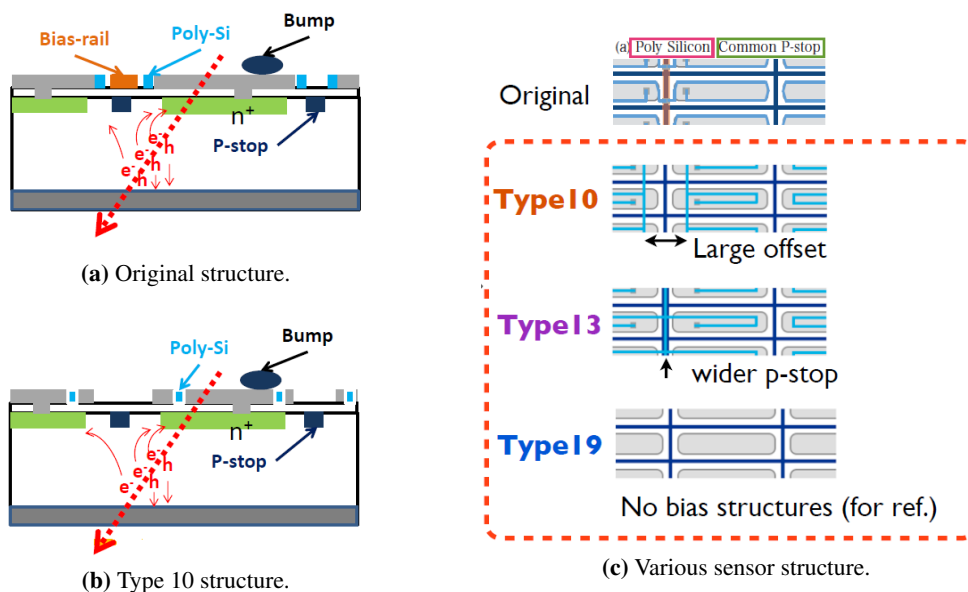 Bump
Poly-Si
Bias-rail
n+
P-stop
e-
h
e-
h
e-
h
(a) Original structure.
Bump
Poly-Si
n+
P-stop
e-
h
e-
h
e-
h
(b) Type 10 structure.
(a) Poly Silicon Common P-stop
Original
Type10
Large offset
Type13
wider p-stop
Type19
No bias structures (for ref.)
(c) Various sensor structure.